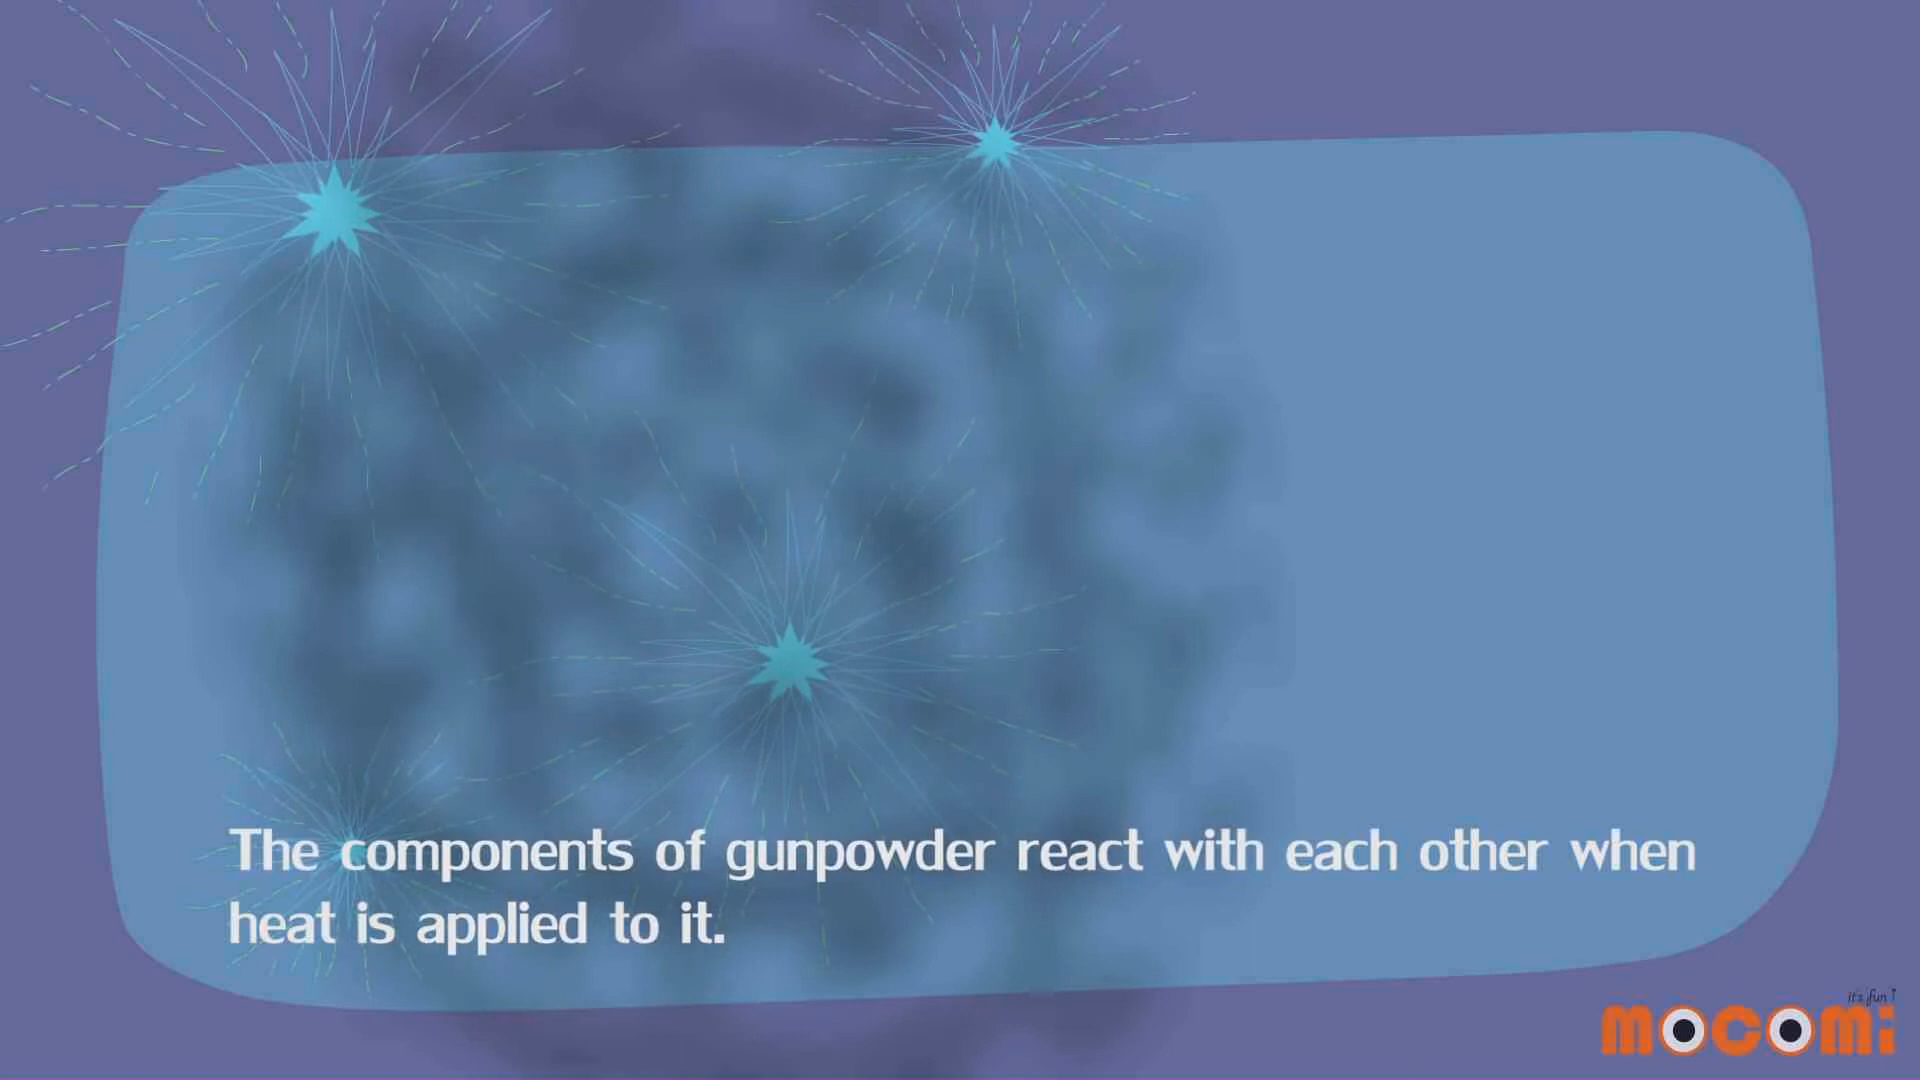 The components of gunpowder react with each other when
heat is applied to it.
it's fun!
mocomi